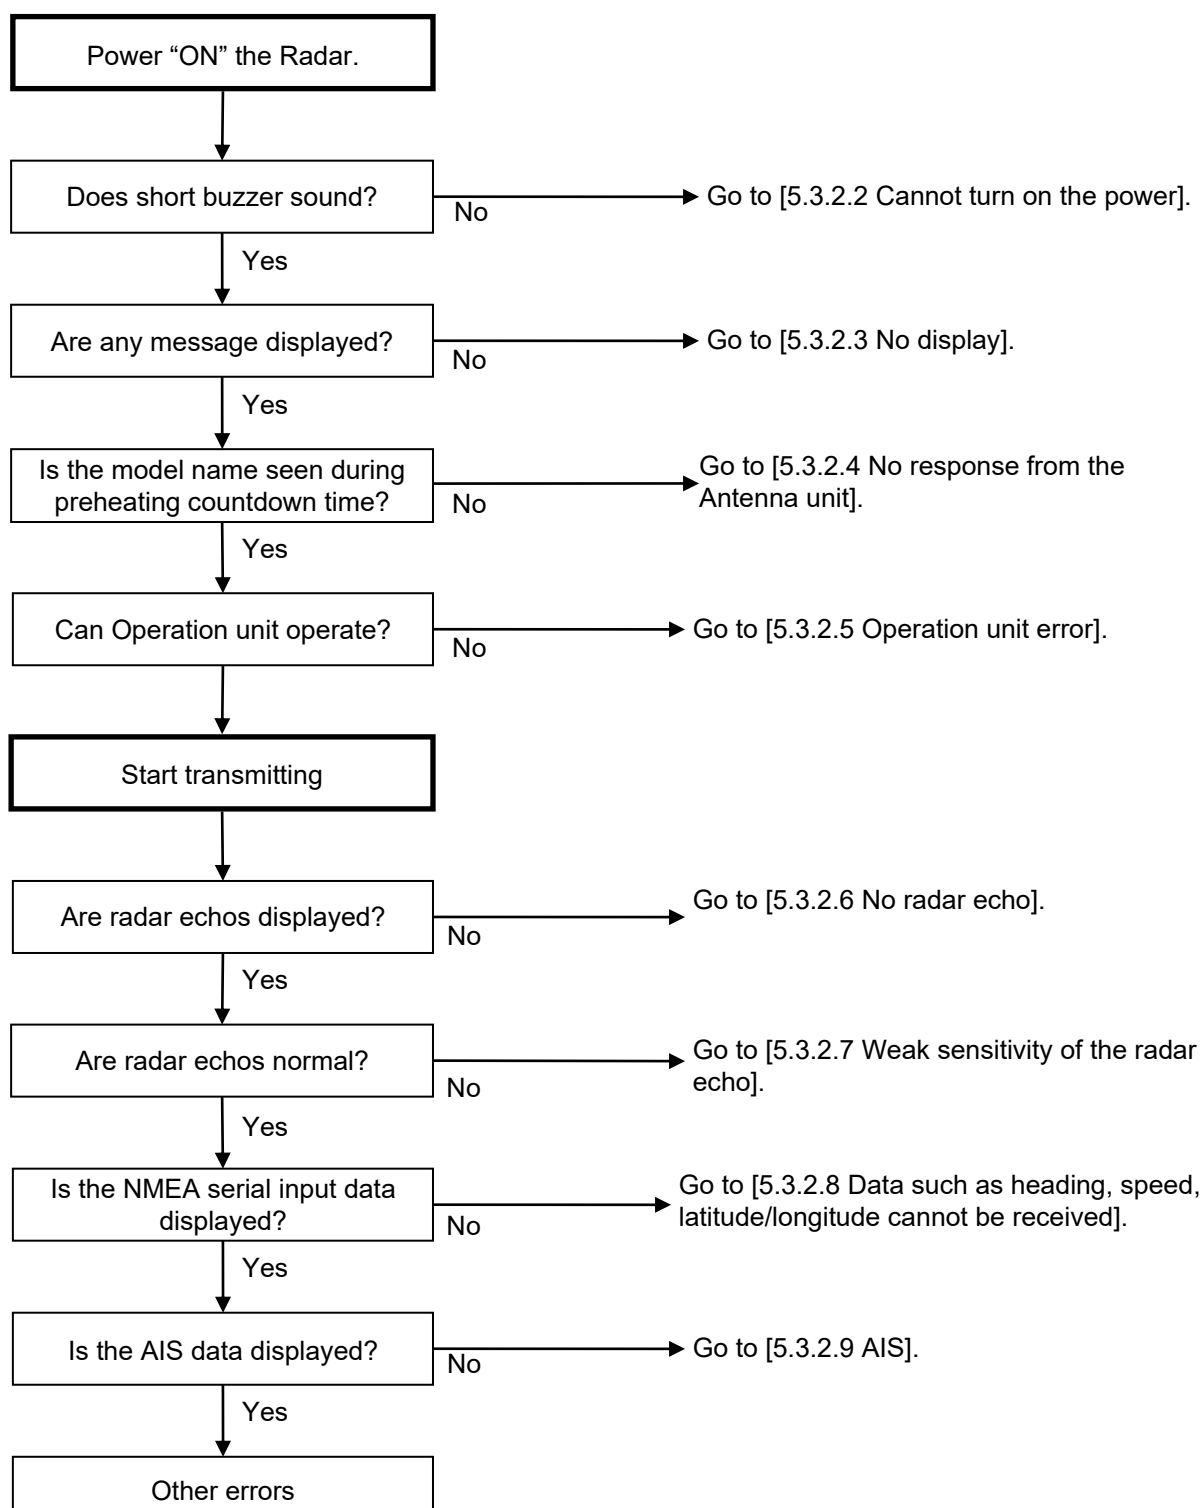 Power “ON” the Radar.
Does short buzzer sound?
No
Go to [5.3.2.2 Cannot turn on the power].
Yes
Are any message displayed?
No
Go to [5.3.2.3 No display].
Yes
Is the model name seen during
preheating countdown time?
No
Go to [5.3.2.4 No response from the
Antenna unit].
Yes
Can Operation unit operate?
No
Go to [5.3.2.5 Operation unit error].
Start transmitting
Are radar echos displayed?
No
Go to [5.3.2.6 No radar echo].
Yes
Are radar echos normal?
No
Go to [5.3.2.7 Weak sensitivity of the radar
echo].
Yes
Is the NMEA serial input data
displayed?
No
Go to [5.3.2.8 Data such as heading, speed,
latitude/longitude cannot be received].
Yes
Is the AIS data displayed?
No
Go to [5.3.2.9 AIS].
Yes
Other errors